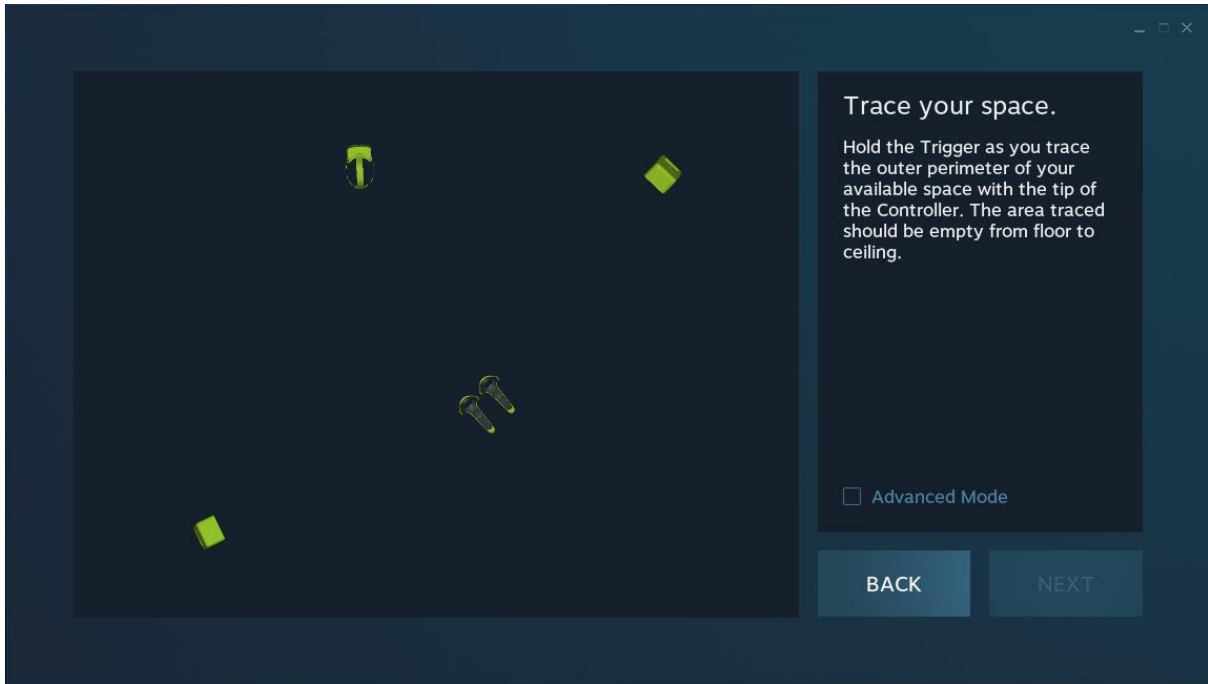 Trace your space.
Hold the Trigger as you trace
the outer perimeter of your
available space with the tip of
the Controller. The area traced
should be empty from floor to
ceiling.
Advanced Mode
BACK
NEXT